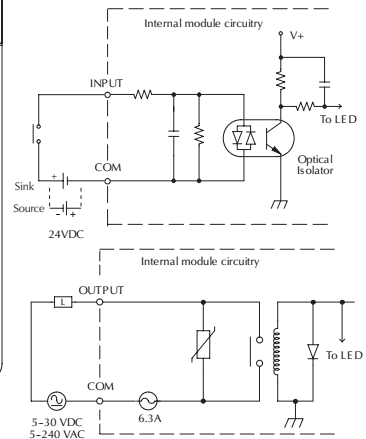 Internal module circuitry
V+
INPUT
To LED
COM
Optical
Isolator
+
Sink
Source
- +
24VDC
Internal module circuitry
OUTPUT
L
To LED
COM
6.3A
5–30 VDC
5–240 VAC